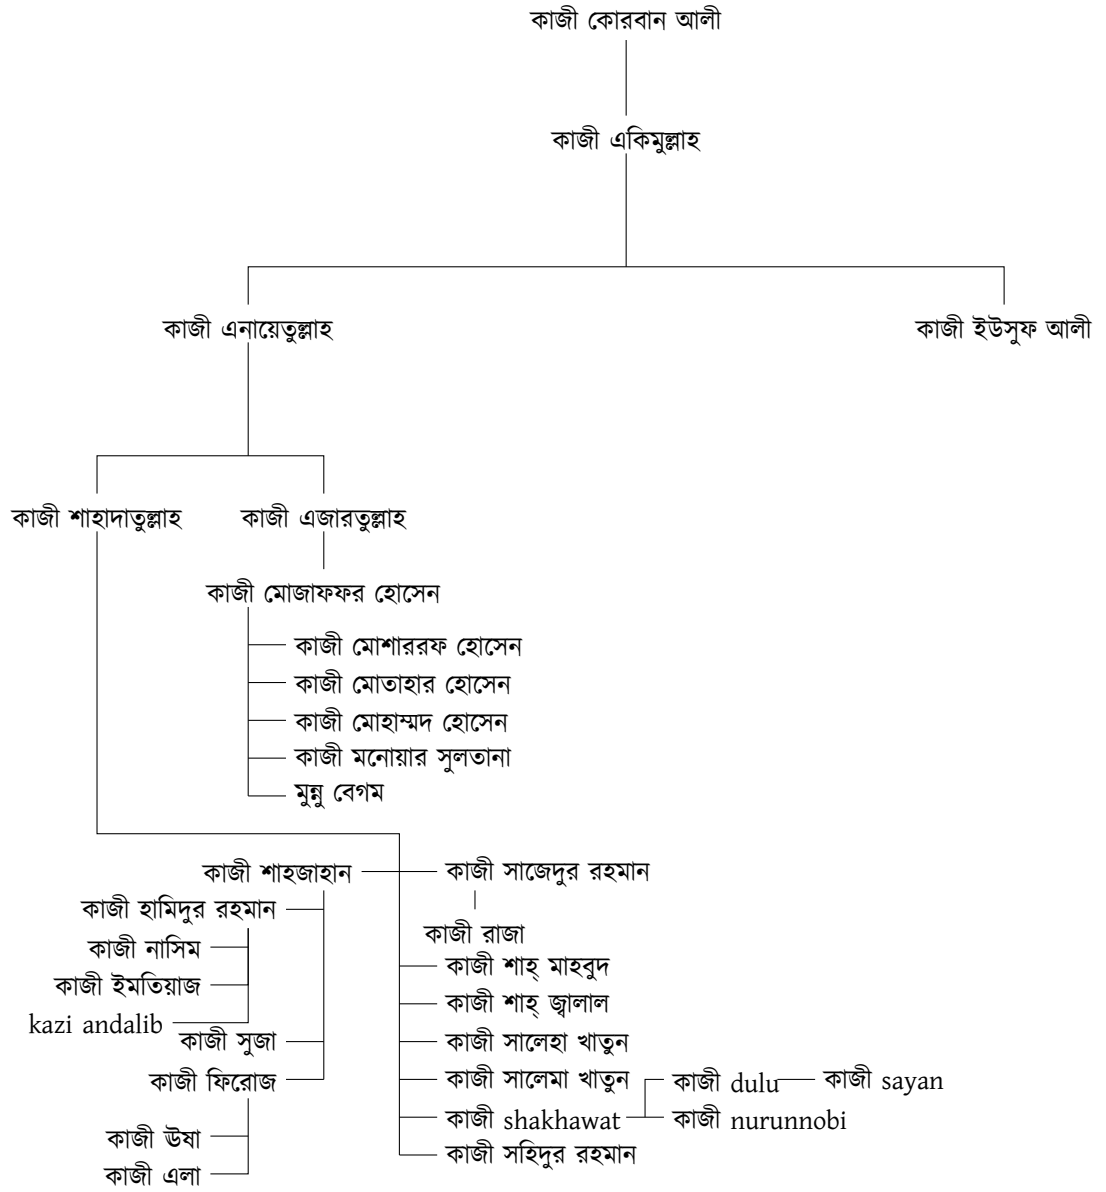 কাজী কোরবান আলী
কাজী একিমুল্লাহ
কাজী এনায়েতুল্লাহ
কাজী ইউসুফ আলী
কাজী শাহাদাতুল্লাহ
কাজী এজারতুল্লাহ
কাজী মোজাফফর হোসেন
কাজী মোশাররফ হোসেন
কাজী মোতাহার হোসেন
কাজী মোহাম্মদ হোসেন
কাজী মনোয়ার সুলতানা
মুন্নু বেগম
কাজী শাহজাহান
কাজী সাজেদুর রহমান
কাজী হামিদুর রহমান
কাজী রাজা
কাজী নাসিম
কাজী শাহ্ মাহবুদ
কাজী ইমতিয়াজ
কাজী শাহ্ জ্বালাল
kazi andalib
কাজী সুজা
কাজী সালেহা খাতুন
কাজী ফিরোজ
কাজী সালেমা খাতুন
কাজী dulu
কাজী sayan
কাজী shakhawat
কাজী nurunnobi
কাজী ঊষা
কাজী সহিদুর রহমান
কাজী এলা